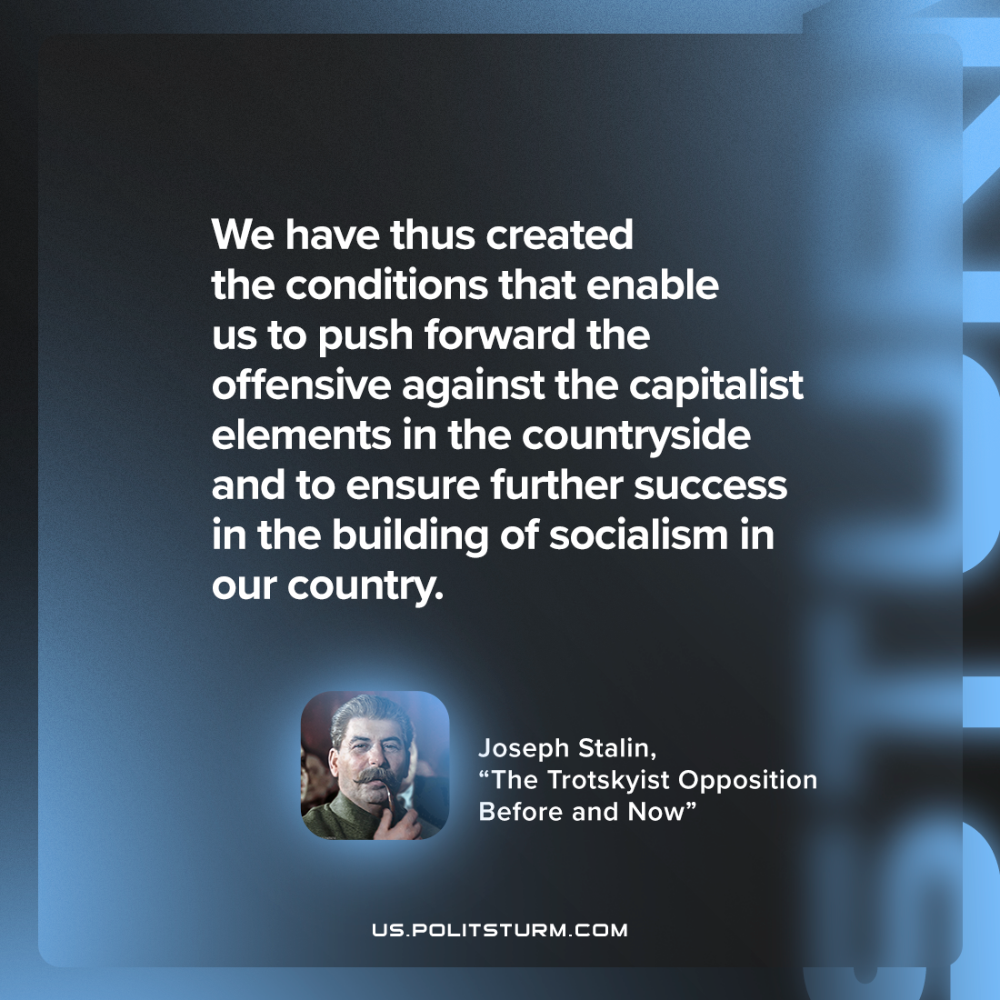 We have thus created
the conditions that enable
us to push forward the
offensive against the capitalist
elements in the countryside
and to ensure further success
in the building of socialism in
our country.
Joseph Stalin,
“The Trotskyist Opposition
Before and Now”
US.POLITSTURM.COM